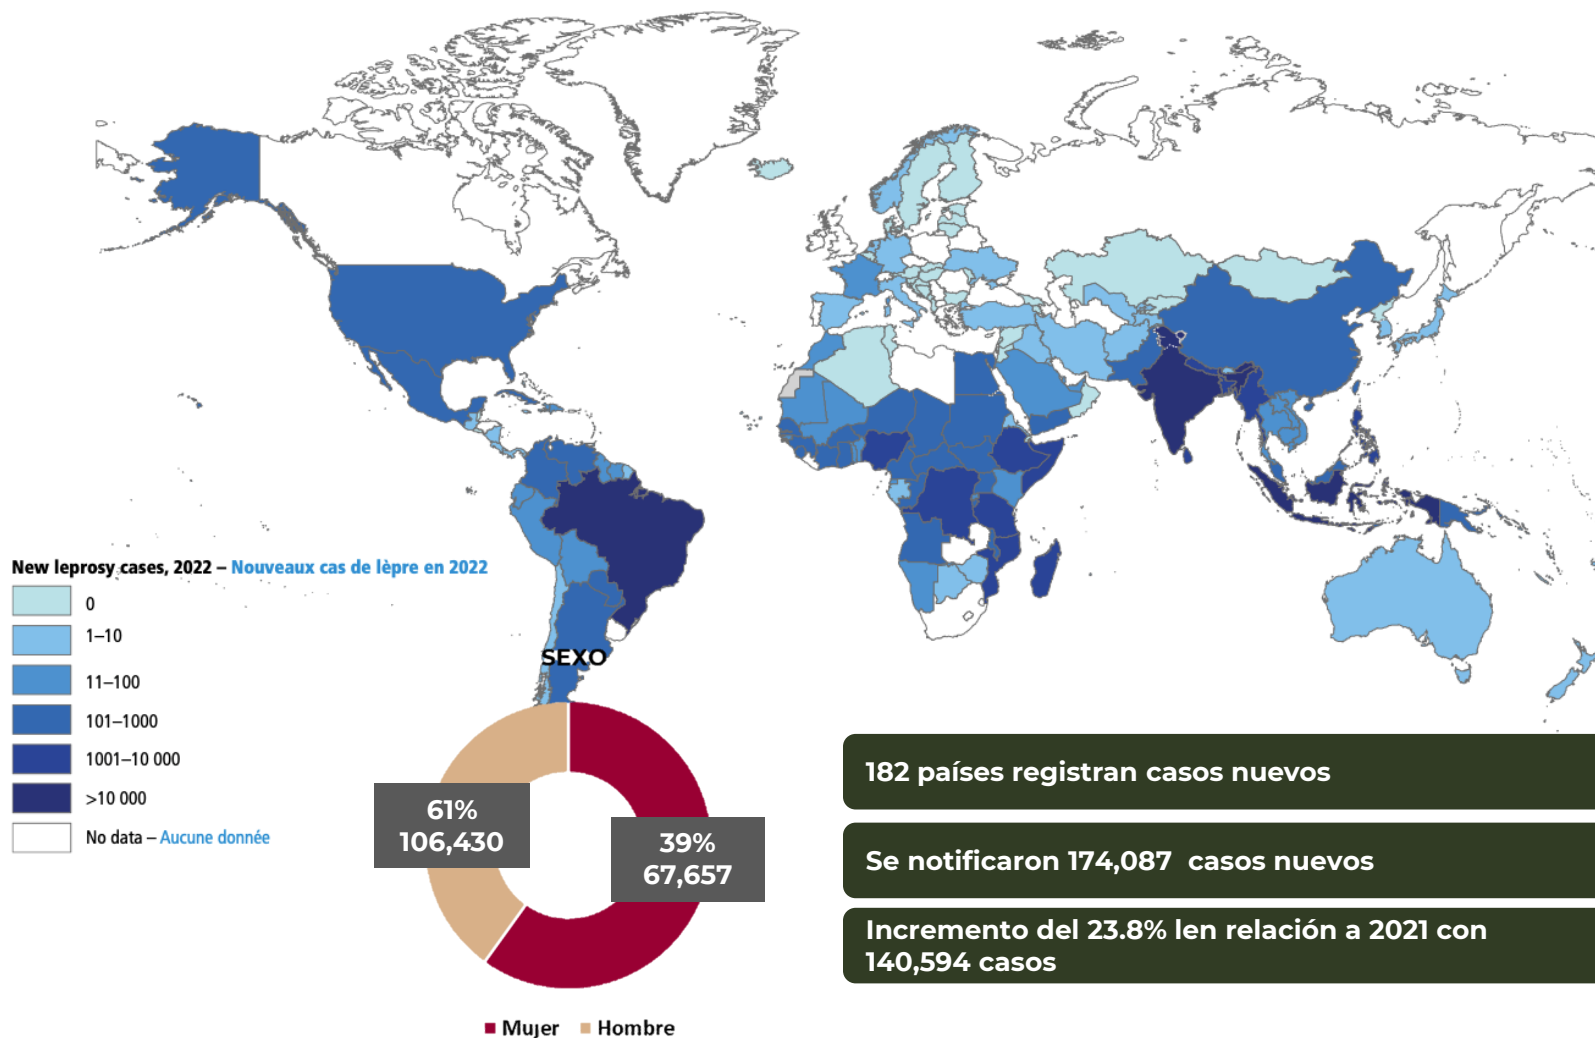 New leprosy cases, 2022 – Nouveaux cas de lèpre en 2022
0
1–10
11–100
101–1000
1001–10 000
>10 000
No data – Aucune donnée
SEXO
61%
106,430
39%
67,657
Mujer
Hombre
182 países registran casos nuevos
Se notificaron 174,087 casos nuevos
Incremento del 23.8% len relación a 2021 con
140,594 casos